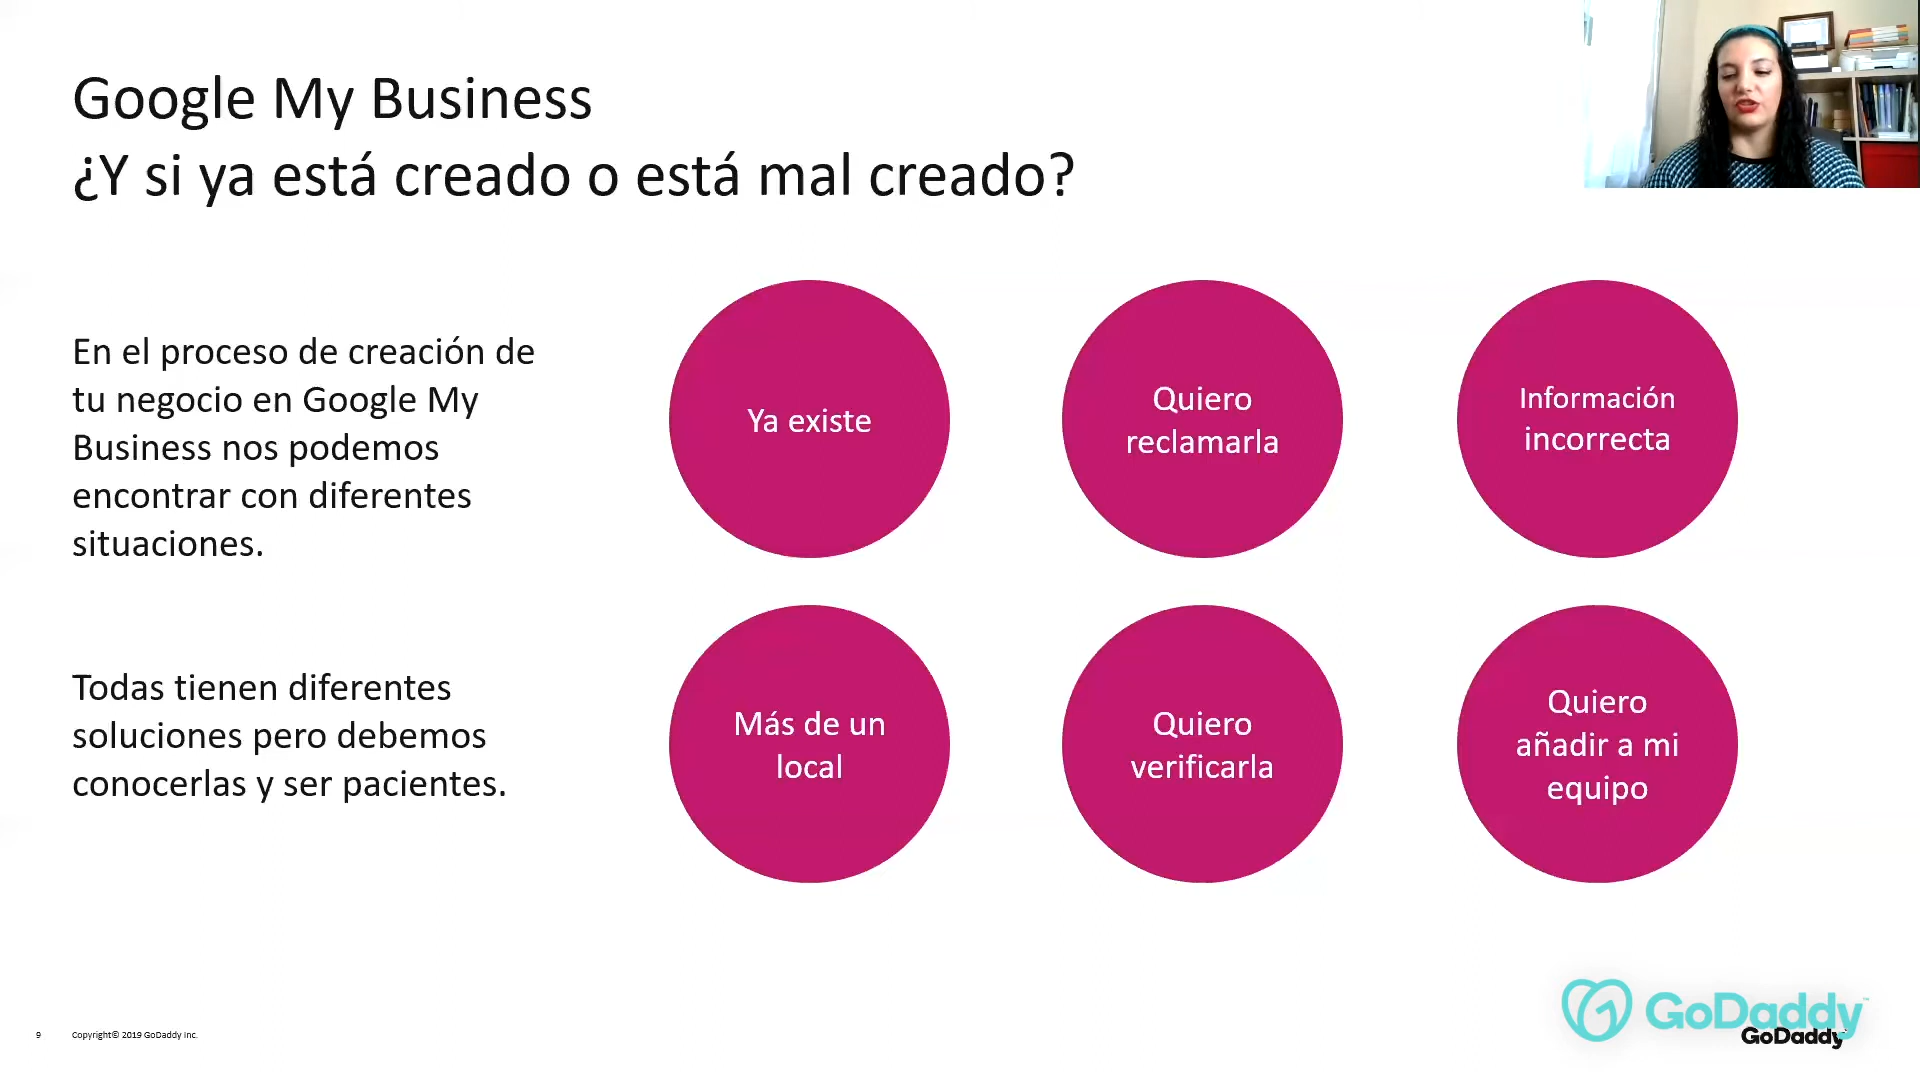 Google My Business
¿Y si ya está creado o está mal creado?
En el proceso de creación de
tu negocio en Google My
Business nos podemos
encontrar con diferentes
situaciones.
Todas tienen diferentes
soluciones pero debemos
conocerlas y ser pacientes.
Ya existe
Quiero
reclamarla
Información
incorrecta
Más de un
local
Quiero
verificarla
Quiero
añadir a mi
equipo
9
Copyright© 2019 GoDaddy Inc.
GoDaddy™
GoDaddy